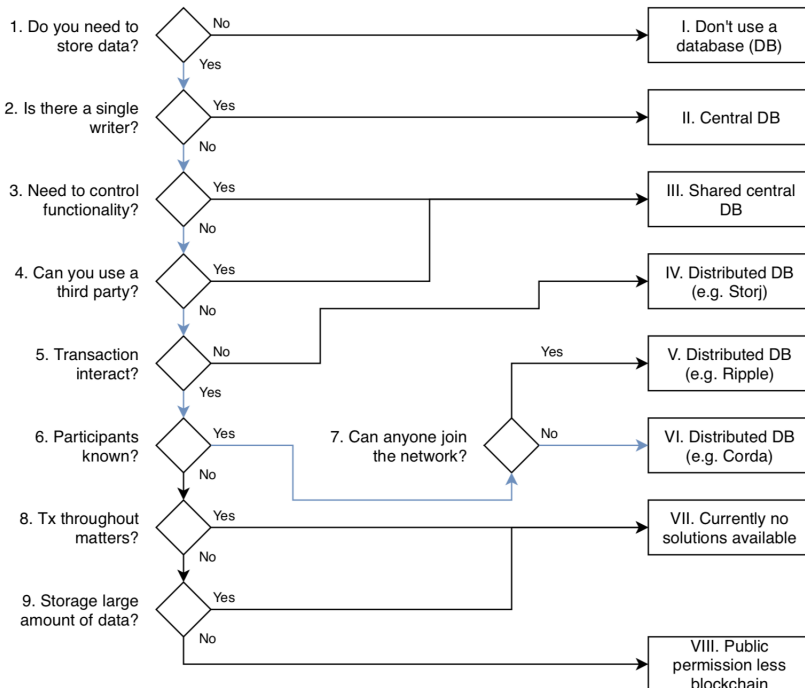 1. Do you need to
store data?
No
Yes
I. Don't use a
database (DB)
2. Is there a single
writer?
Yes
No
II. Central DB
3. Need to control
functionality?
Yes
No
III. Shared central
DB
4. Can you use a
third party?
Yes
No
IV. Distributed DB
(e.g. Storj)
5. Transaction
interact?
No
Yes
V. Distributed DB
(e.g. Ripple)
6. Participants
known?
Yes
No
7. Can anyone join
the network?
Yes
No
VI. Distributed DB
(e.g. Corda)
8. Tx throughout
matters?
Yes
No
VII. Currently no
solutions available
9. Storage large
amount of data?
Yes
No
VIII. Public
permission less
blockchain